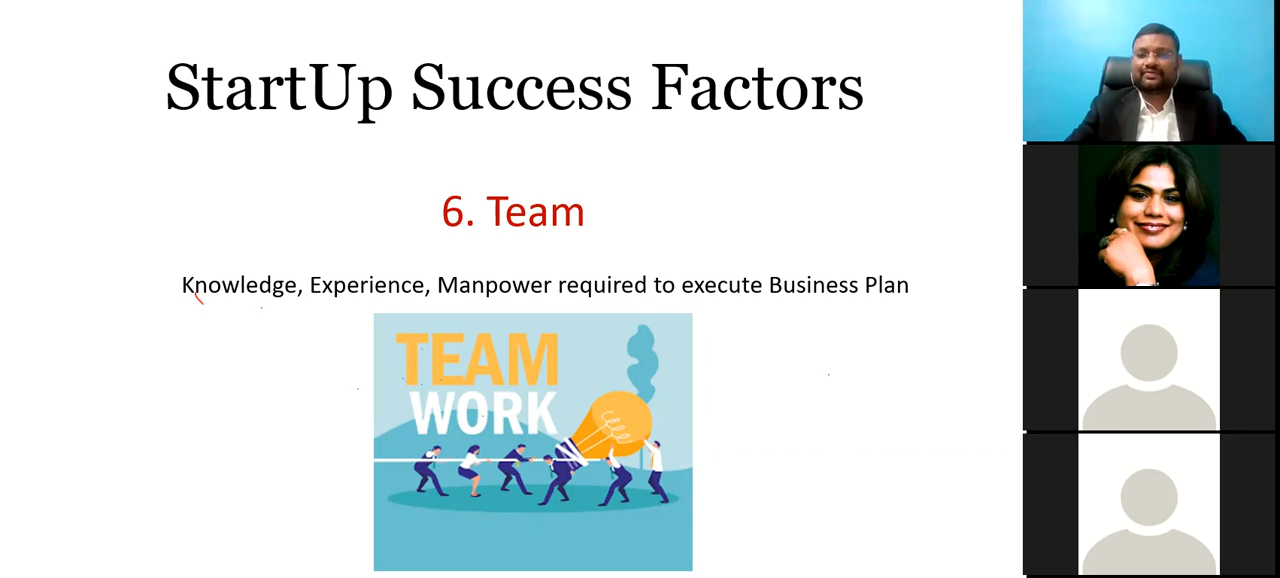 StartUp Success Factors
6. Team
Knowledge, Experience, Manpower required to execute Business Plan
TEAM
WORK